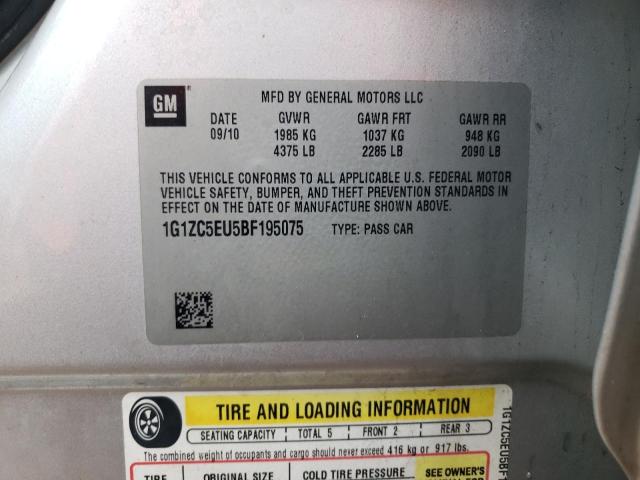 GM
MFD BY GENERAL MOTORS LLC
DATE GVWR GAWR FRT GAWR RR
09/10 1985 KG 1037 KG 948 KG
4375 LB 2285 LB 2090 LB
THIS VEHICLE CONFORMS TO ALL APPLICABLE U.S. FEDERAL MOTOR
VEHICLE SAFETY, BUMPER, AND THEFT PREVENTION STANDARDS IN
EFFECT ON THE DATE OF MANUFACTURE SHOWN ABOVE.
1G1ZC5EU5BF195075 TYPE: PASS CAR
TIRE AND LOADING INFORMATION
SEATING CAPACITY TOTAL 5 FRONT 2 REAR 3
The combined weight of occupants and cargo should never exceed 416 kg or 917 lbs.
TIRE ORIGINAL SIZE COLD TIRE PRESSURE SEE OWNER'S